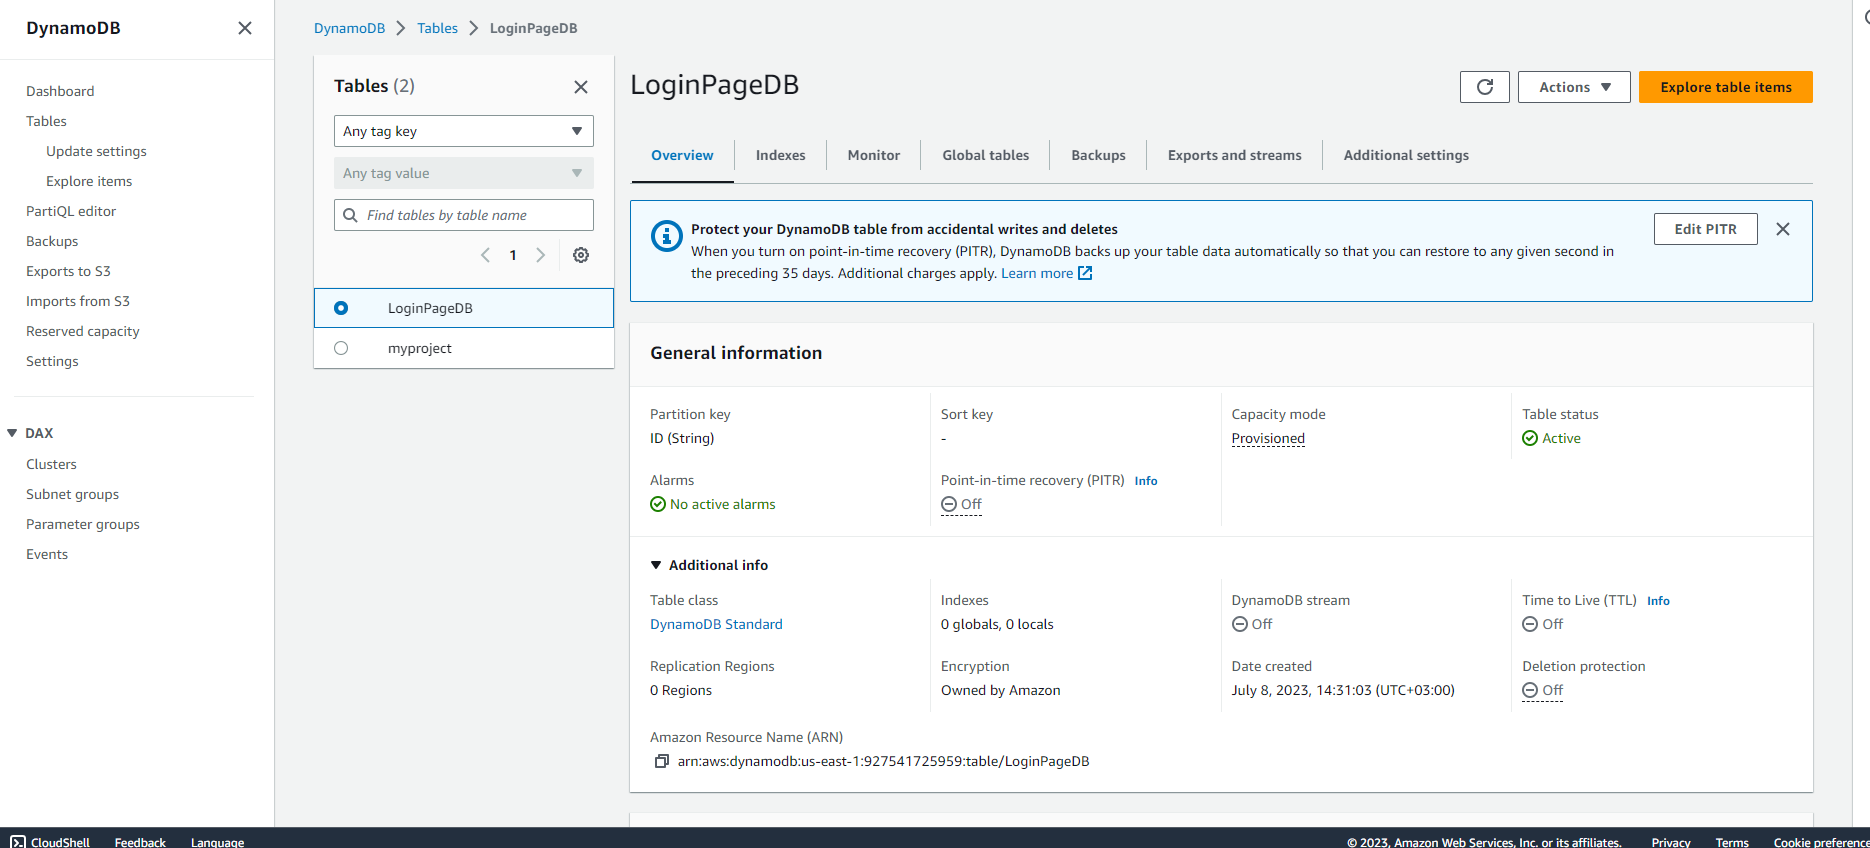 DynamoDB
Dashboard
Tables
Update settings
Explore items
PartiQL editor
Backups
Exports to S3
Imports from S3
Reserved capacity
Settings
DAX
Clusters
Subnet groups
Parameter groups
Events
DynamoDB > Tables > LoginPageDB
Tables (2)
Any tag key
Any tag value
Find tables by table name
1
LoginPageDB
myproject
LoginPageDB
Actions
Explore table items
Overview
Indexes
Monitor
Global tables
Backups
Exports and streams
Additional settings
Protect your DynamoDB table from accidental writes and deletes
When you turn on point-in-time recovery (PITR), DynamoDB backs up your table data automatically so that you can restore to any given second in
the preceding 35 days. Additional charges apply. Learn more
Edit PITR
General information
Partition key
ID (String)
Sort key
-
Capacity mode
Provisioned
Table status
Active
Alarms
No active alarms
Point-in-time recovery (PITR) Info
Off
Additional info
Table class
DynamoDB Standard
Indexes
0 globals, 0 locals
DynamoDB stream
Off
Time to Live (TTL) Info
Off
Replication Regions
0 Regions
Encryption
Owned by Amazon
Date created
July 8, 2023, 14:31:03 (UTC+03:00)
Deletion protection
Off
Amazon Resource Name (ARN)
arn:aws:dynamodb:us-east-1:927541725959:table/LoginPageDB
CloudShell
Feedback
Language
© 2023, Amazon Web Services, Inc. or its affiliates.
Privacy
Terms
Cookie preference